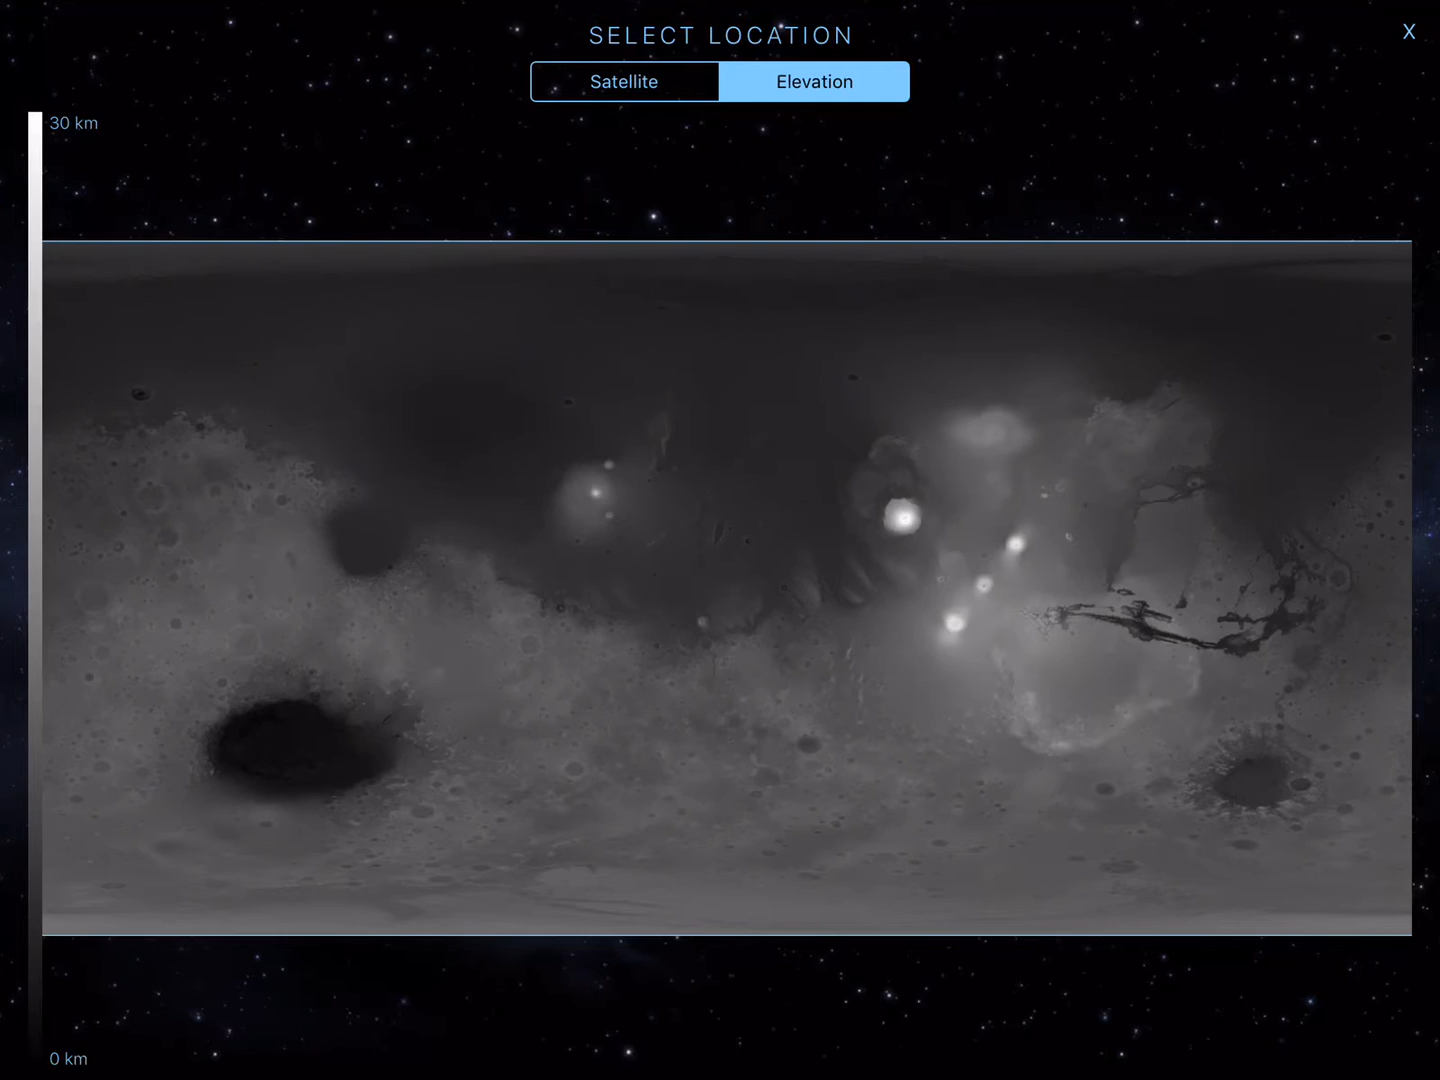 SELECT LOCATION
X
Satellite
Elevation
30 km
0 km